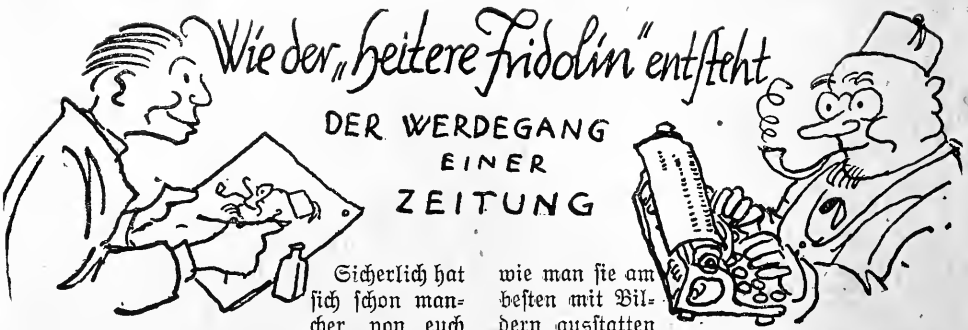 Wie der „heitere Fridolin“ entsteht
DER WERDEGANG
EINER
ZEITUNG
Sicherlich hat
sich schon man=
cher von euch
wie man sie am
besten mit Bil=
dern ausstatten